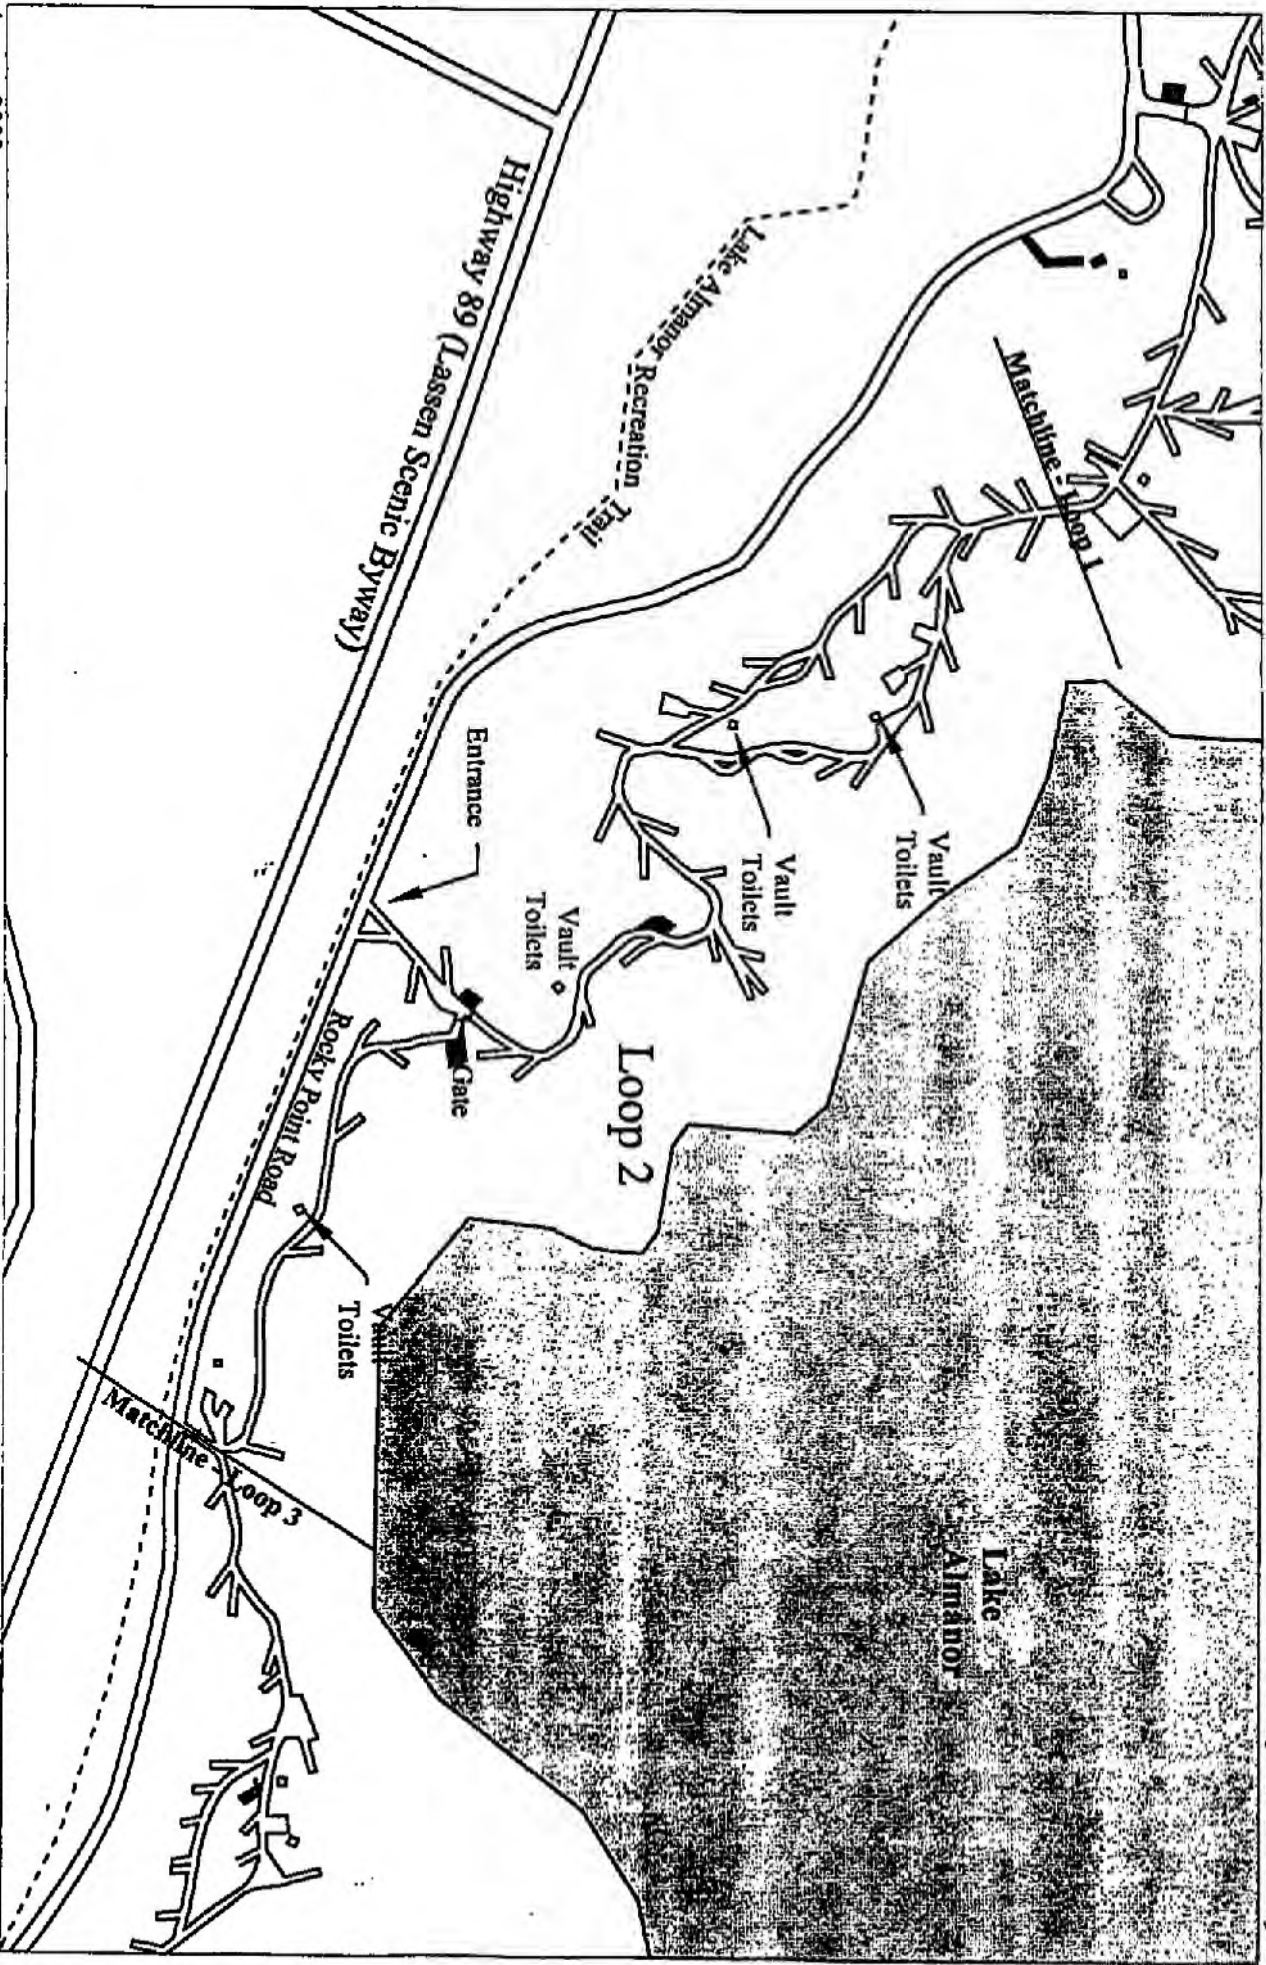 Highway 89 (Lassen Scenic Byway)
Lake Almanor Recreation Trail
Matchline - Loop 1
Entrance
Vault
Toilets
Vault
Toilets
Vault
Toilets
Loop 2
Gate
Rocky Point Road
Vault
Toilets
Matchline - Loop 3
Lake
Almanor